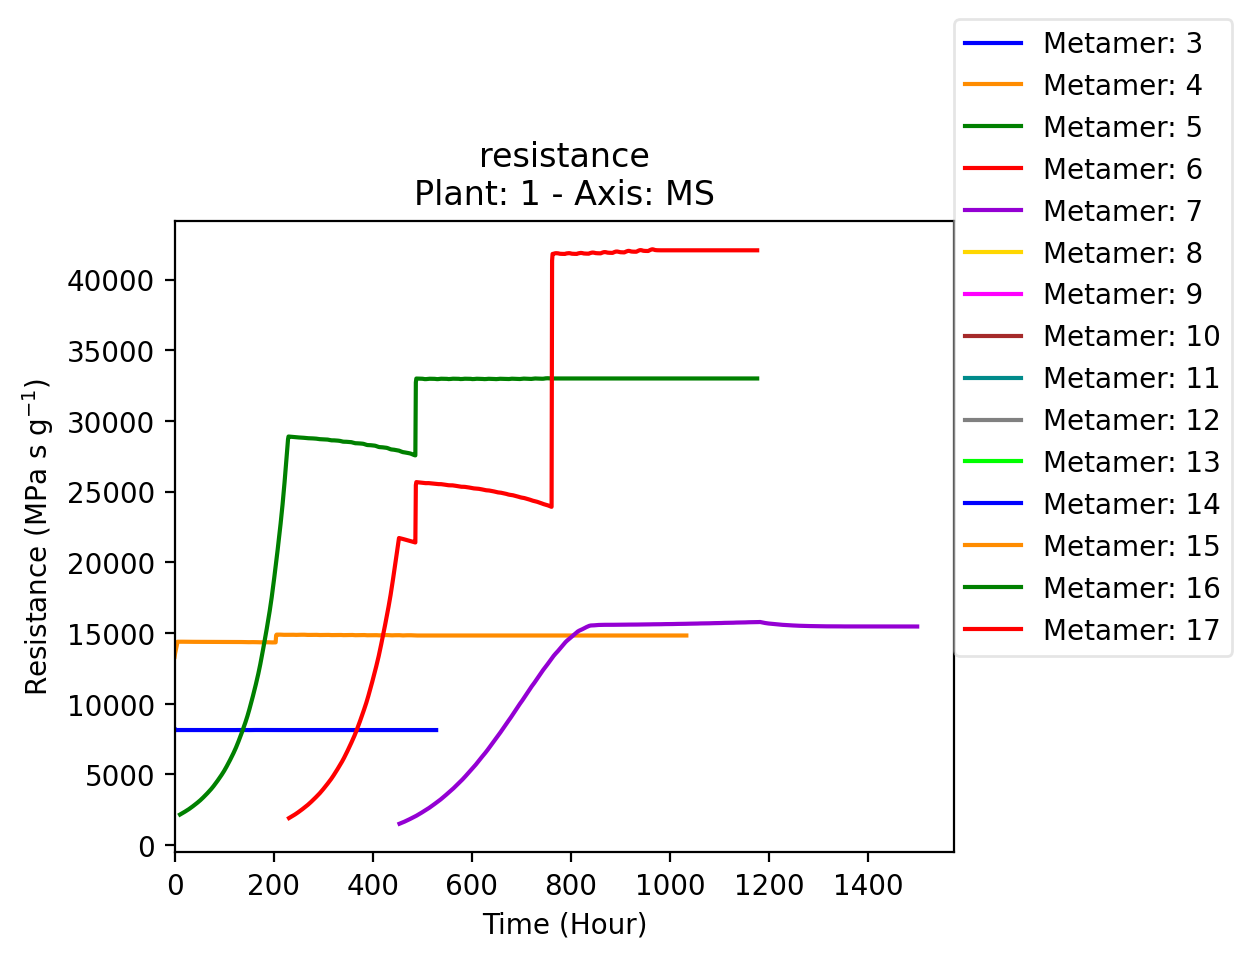 resistance
Plant: 1 - Axis: MS
Metamer: 3
Metamer: 4
Metamer: 5
Metamer: 6
Metamer: 7
Metamer: 8
Metamer: 9
Metamer: 10
Metamer: 11
Metamer: 12
Metamer: 13
Metamer: 14
Metamer: 15
Metamer: 16
Metamer: 17
Resistance (MPa s g⁻¹)
40000
35000
30000
25000
20000
15000
10000
5000
0
0 200 400 600 800 1000 1200 1400
Time (Hour)